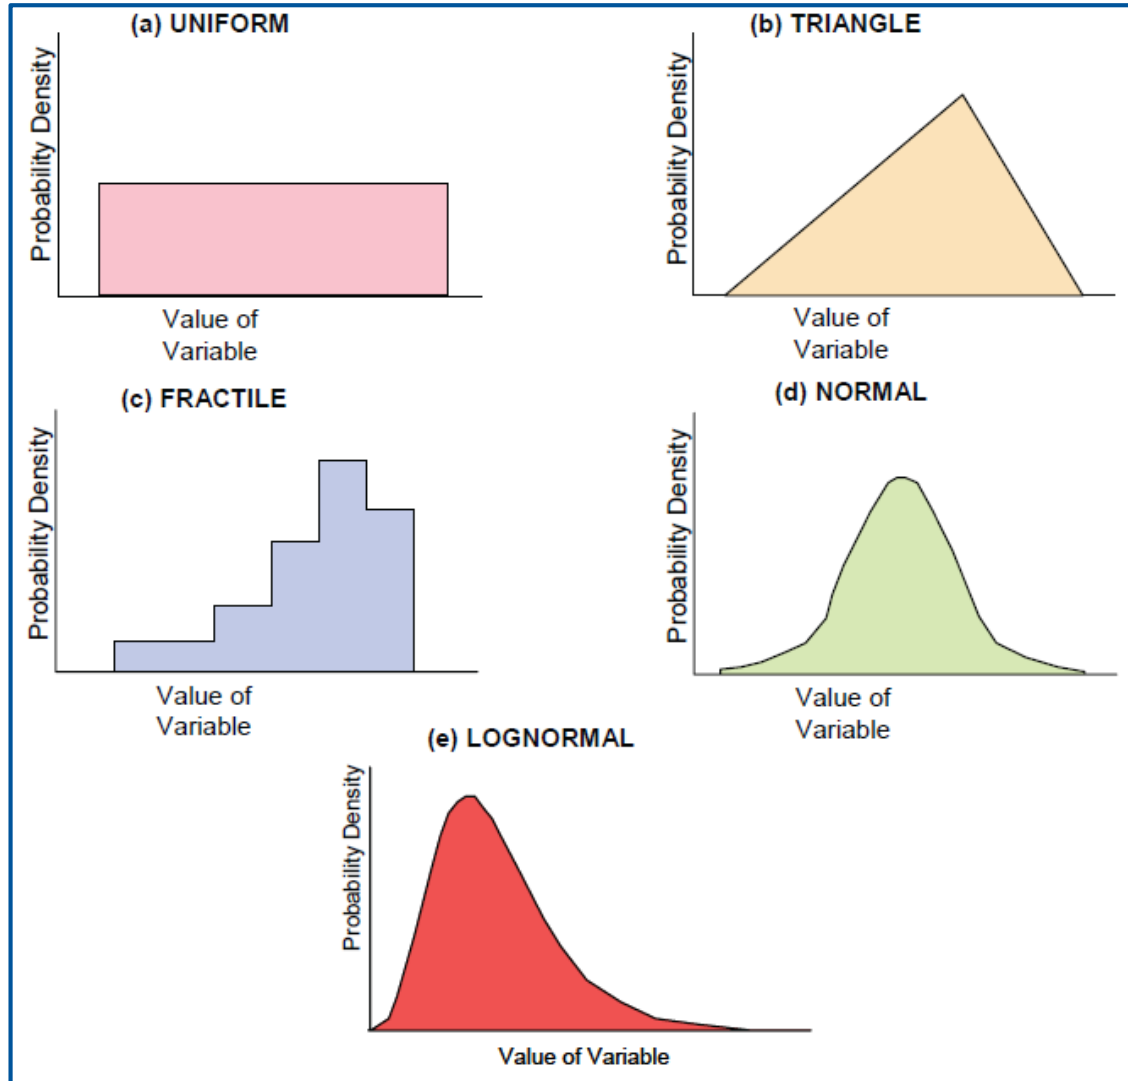 (a) UNIFORM
Probability Density
Value of
Variable
(b) TRIANGLE
Probability Density
Value of
Variable
(c) FRACTILE
Probability Density
Value of
Variable
(d) NORMAL
Probability Density
Value of
Variable
(e) LOGNORMAL
Probability Density
Value of Variable